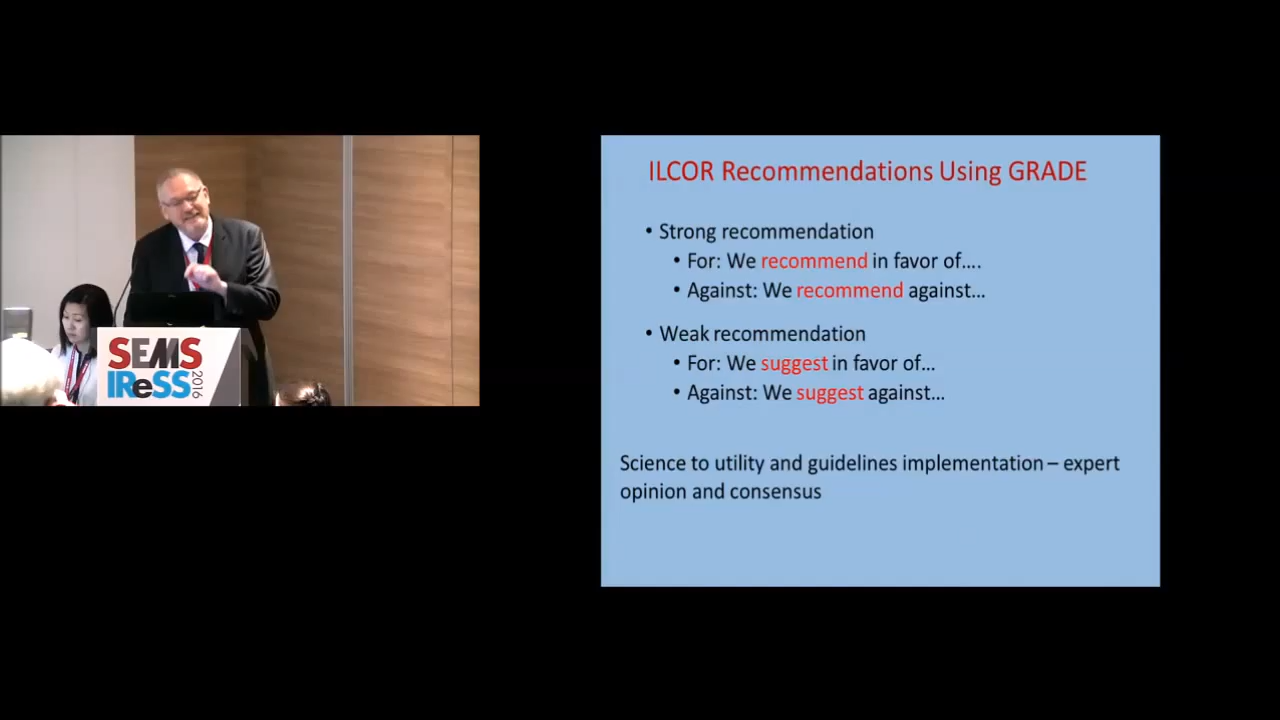 SEMS
IReSS
2016
ILCOR Recommendations Using GRADE
• Strong recommendation
• For: We recommend in favor of….
• Against: We recommend against…
• Weak recommendation
• For: We suggest in favor of…
• Against: We suggest against…
Science to utility and guidelines implementation – expert
opinion and consensus